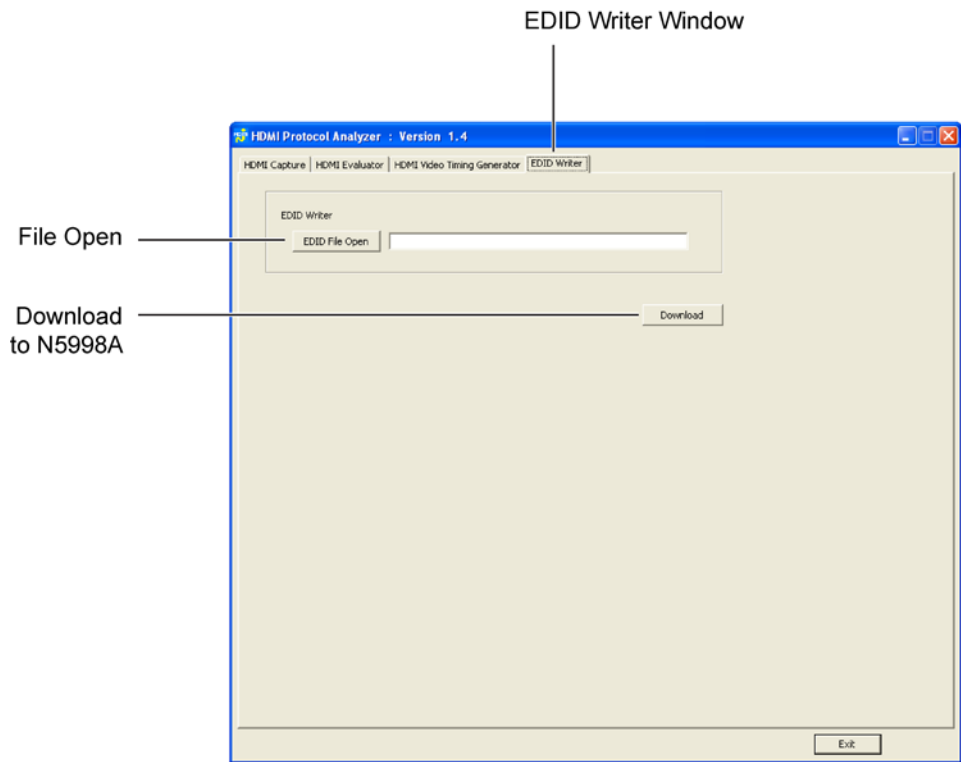 EDID Writer Window
HDMI Protocol Analyzer : Version 1.4
HDMI Capture HDMI Evaluator HDMI Video Timing Generator EDID Writer
EDID Writer
File Open
EDID File Open
Download
to N5998A
Download
Exit